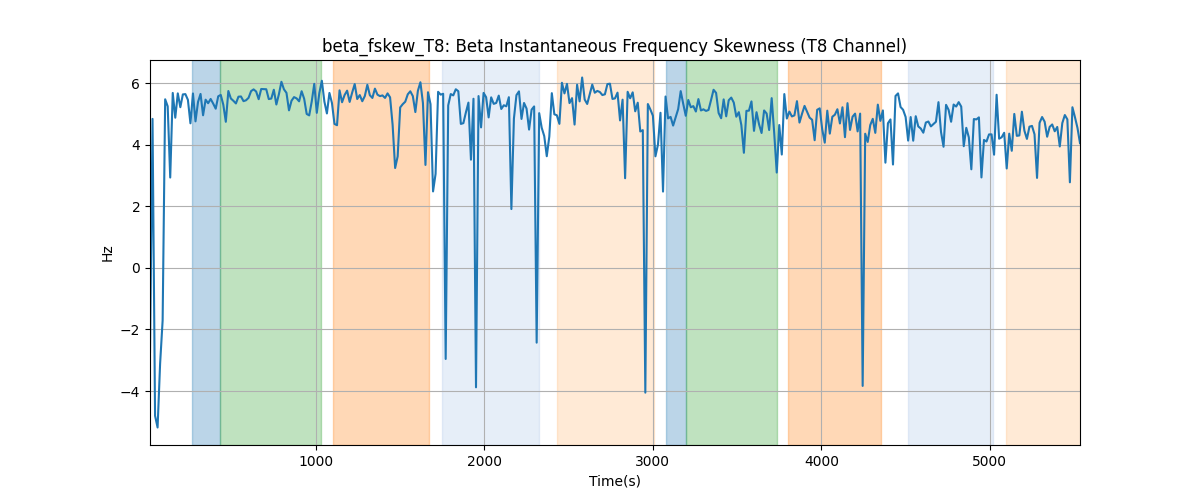 beta_fskew_T8: Beta Instantaneous Frequency Skewness (T8 Channel)
Hz
6
4
2
0
−2
−4
1000 2000 3000 4000 5000
Time(s)